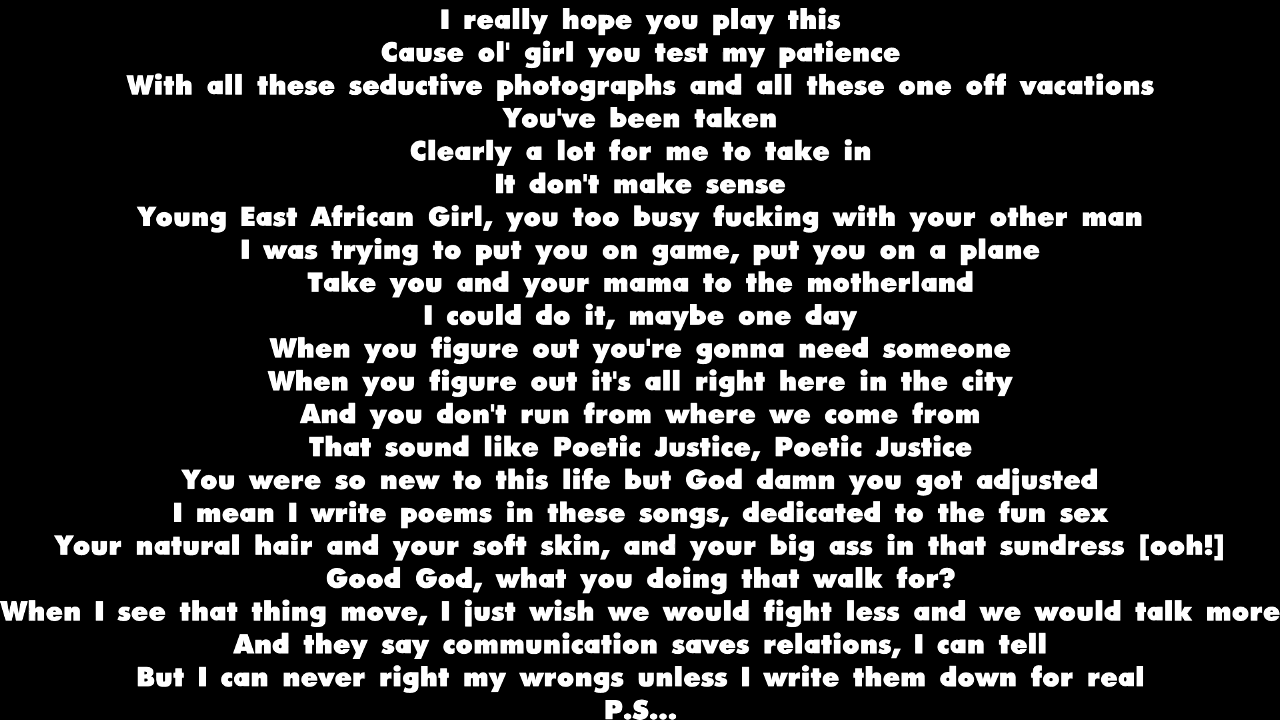 I really hope you play this
Cause ol' girl you test my patience
With all these seductive photographs and all these one off vacations
You've been taken
Clearly a lot for me to take in
It don't make sense
Young East African Girl, you too busy fucking with your other man
I was trying to put you on game, put you on a plane
Take you and your mama to the motherland
I could do it, maybe one day
When you figure out you're gonna need someone
When you figure out it's all right here in the city
And you don't run from where we come from
That sound like Poetic Justice, Poetic Justice
You were so new to this life but God damn you got adjusted
I mean I write poems in these songs, dedicated to the fun sex
Your natural hair and your soft skin, and your big ass in that sundress [ooh!]
Good God, what you doing that walk for?
When I see that thing move, I just wish we would fight less and we would talk more
And they say communication saves relations, I can tell
But I can never right my wrongs unless I write them down for real
P.S...